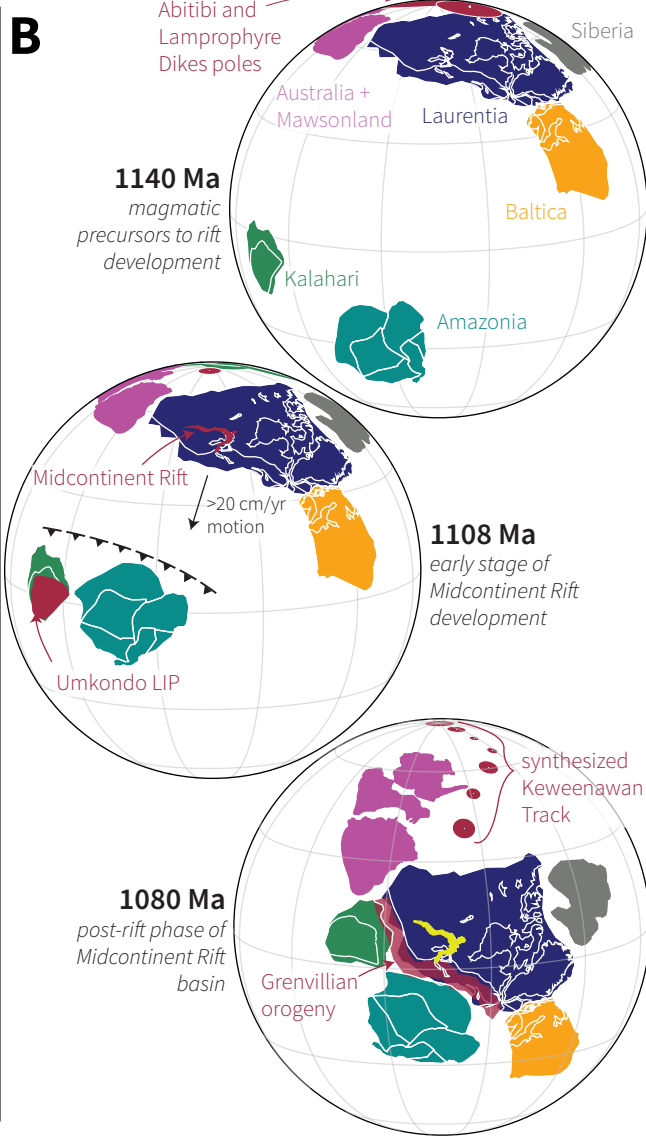 B
Abitibi and
Lamprophyre
Dikes poles
Siberia
Australia +
Mawsonland
Laurentia
1140 Ma
magmatic
precursors to rift
development
Baltica
Kalahari
Amazonia
Midcontinent Rift
>20 cm/yr
motion
1108 Ma
early stage of
Midcontinent Rift
development
Umkondo LIP
synthesized
Keweenawan
Track
1080 Ma
post-rift phase of
Midcontinent Rift
basin
Grenvillian
orogeny